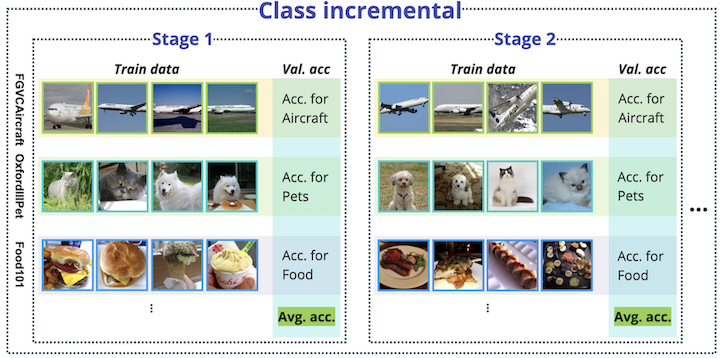 Class incremental
Stage 1
Train data
Val. acc
FGVCAircraft
Acc. for
Aircraft
OxfordIIIPet
Acc. for
Pets
Food101
Acc. for
Food
Avg. acc.
Stage 2
Train data
Val. acc
Acc. for
Aircraft
Acc. for
Pets
Acc. for
Food
Avg. acc.
...